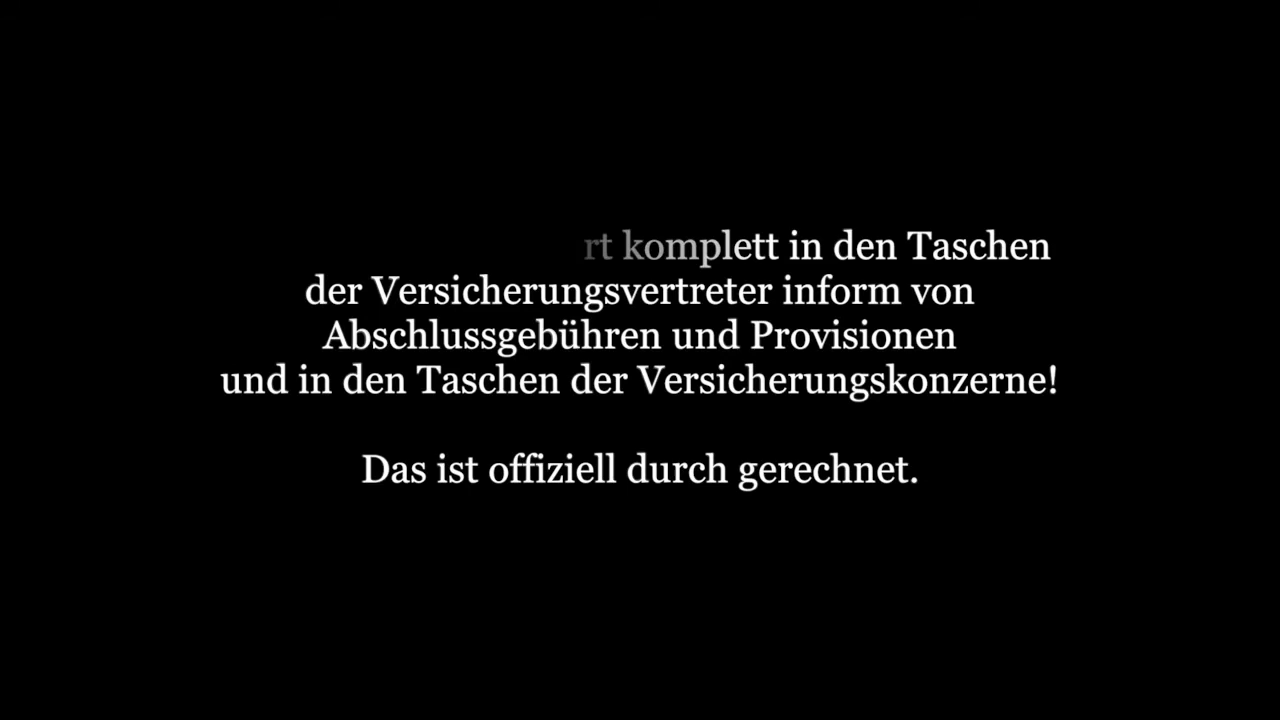 rt komplett in den Taschen
der Versicherungsvertreter inform von
Abschlussgebühren und Provisionen
und in den Taschen der Versicherungskonzerne!
Das ist offiziell durch gerechnet.